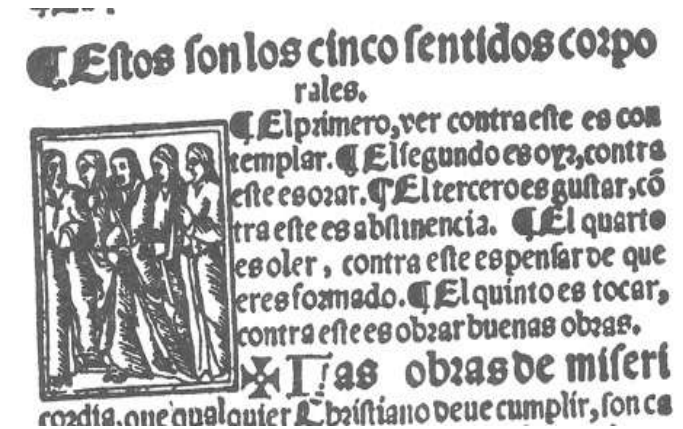 ¶ Estos son los cinco sentidos corpo
rales.
¶ El primero, ver contra este es con
templar. ¶ El segundo es oyr, contra
este es orar. ¶ El tercero es gustar, cõ
tra este es abstinencia. ¶ El quarto
es oler, contra este es pensar de que
eres formado. ¶ El quinto es tocar,
contra este es obrar buenas obras.
✠ Las obras de miseri
cordia, que qualquier Christiano deue cumplir, son ca